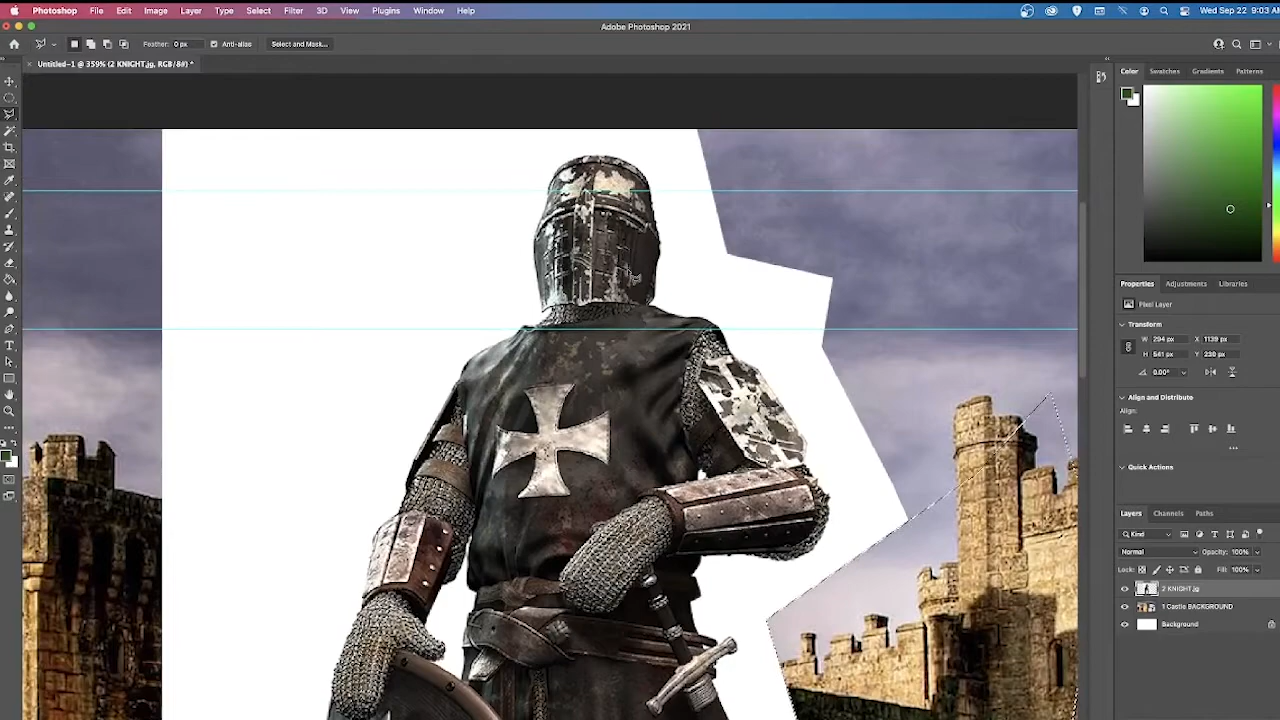 Photoshop File Edit Image Layer Type Select Filter 3D View Plugins Window Help Wed Sep 22 9:03 AM
Adobe Photoshop 2021
Feather: 0 px Anti-alias Select and Mask...
Untitled-1 @ 359% (2 KNIGHT.jpg, RGB/8#) *
Color Swatches Gradients Patterns
Properties Adjustments Libraries
Pixel Layer
Transform
W 294 px X 1139 px
H 541 px Y 230 px
0.00°
Align and Distribute
Align:
Quick Actions
Layers Channels Paths
Kind
Normal Opacity: 100%
Lock: Fill: 100%
2 KNIGHT.jpg
1 Castle BACKGROUND
Background